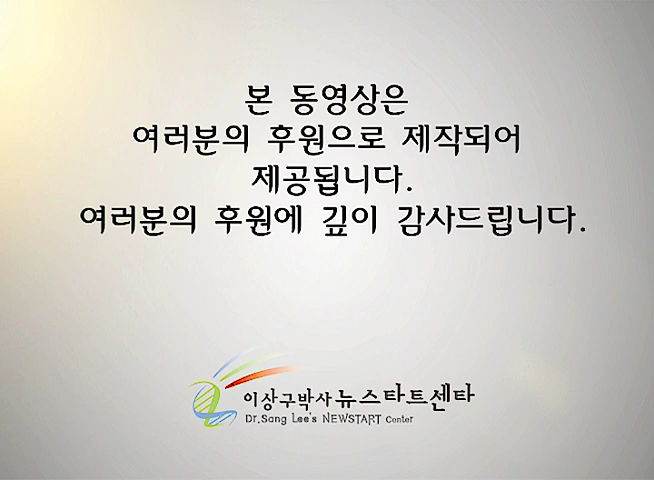 본 동영상은
여러분의 후원으로 제작되어
제공됩니다.
여러분의 후원에 깊이 감사드립니다.
이상구박사 뉴스타트센타
Dr.Sang Lee's NEWSTART Center